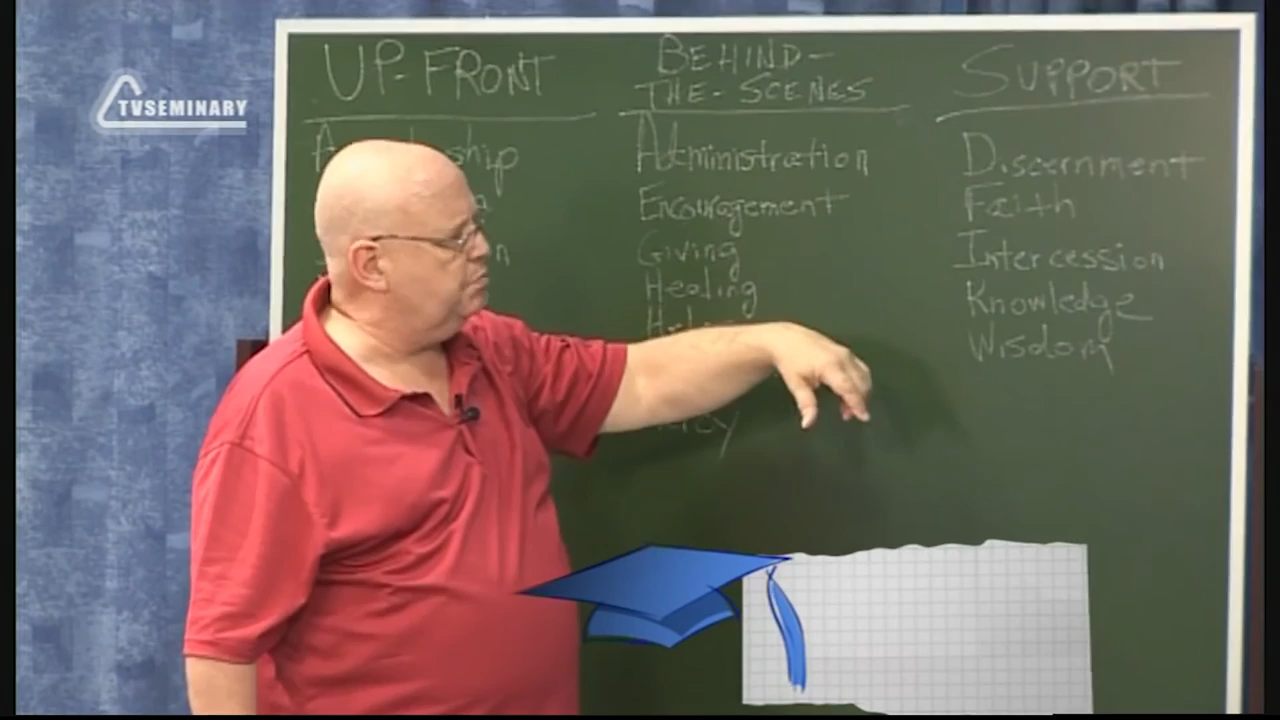 TVSEMINARY
UP-FRONT
BEHIND-
THE-SCENES
Administration
Encouragement
Giving
Healing
SUPPORT
Discernment
Faith
Intercession
Knowledge
Wisdom